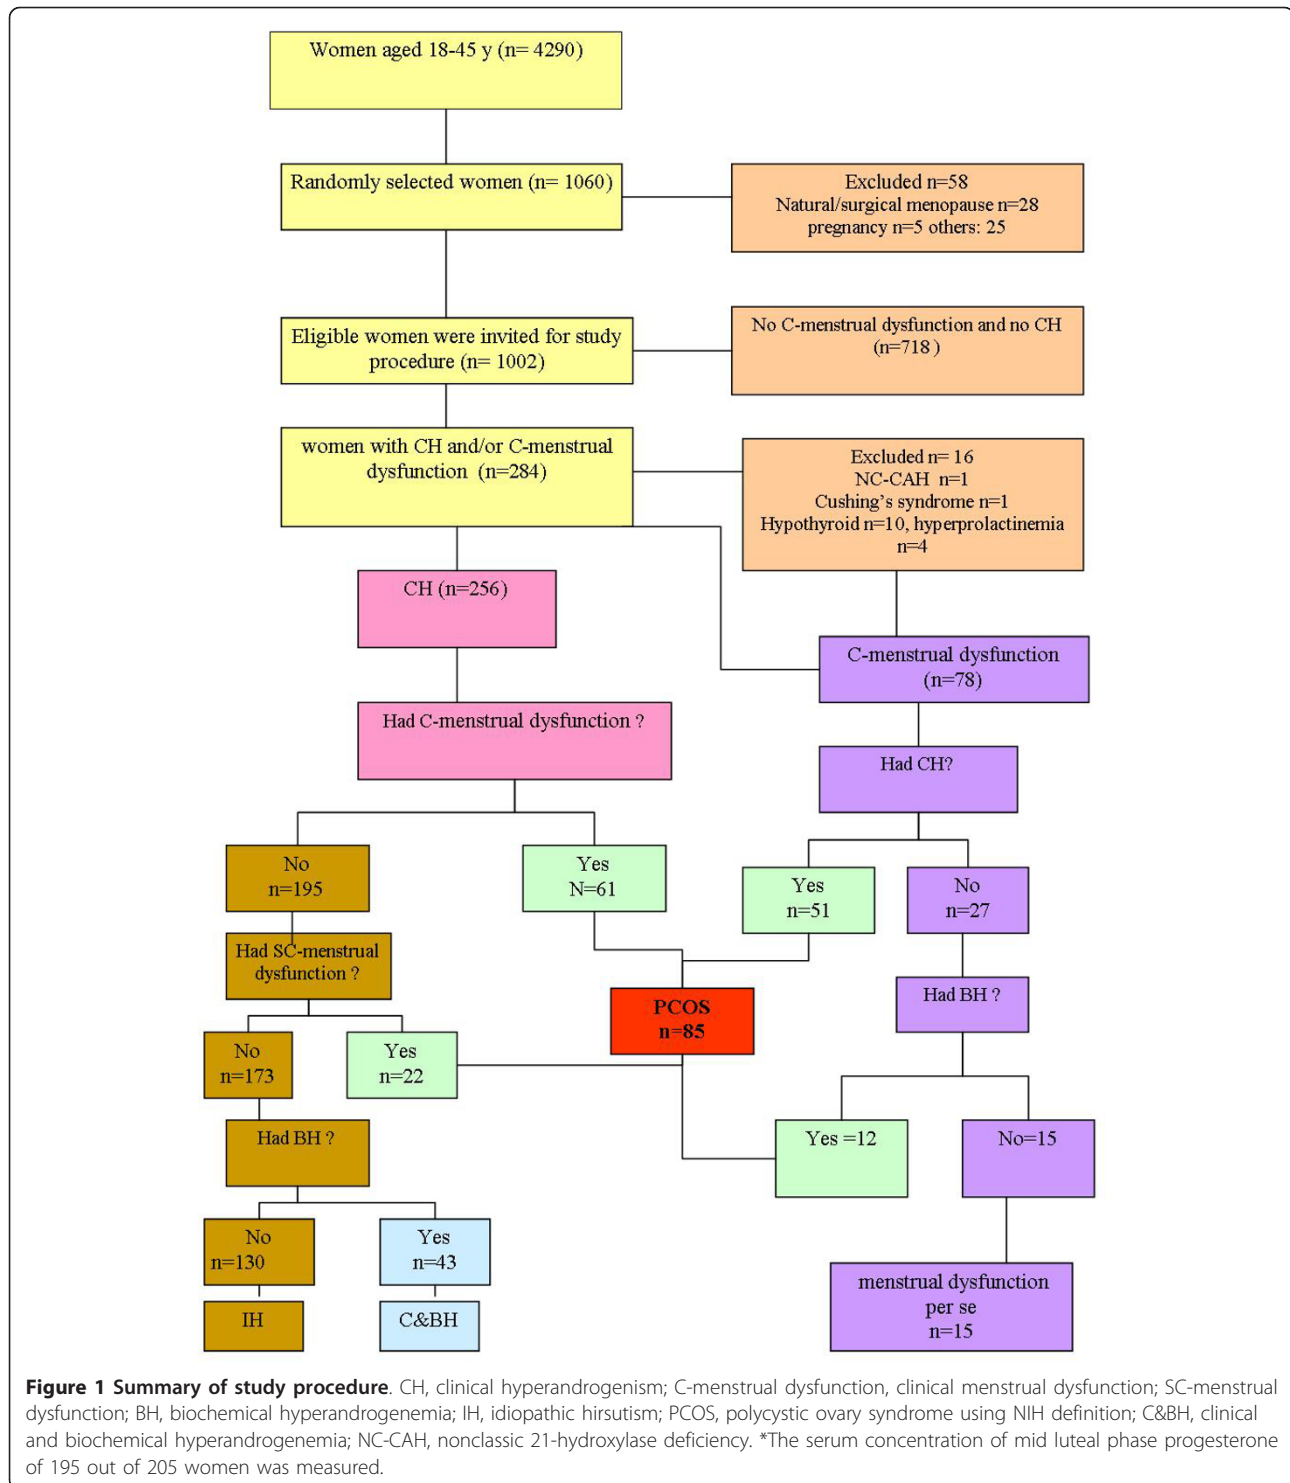 Women aged 18-45 y (n= 4290)
Randomly selected women (n= 1060)
Excluded n=58
Natural/surgical menopause n=28
pregnancy n=5 others: 25
Eligible women were invited for study
procedure (n= 1002)
No C-menstrual dysfunction and no CH
(n=718 )
women with CH and/or C-menstrual
dysfunction (n=284)
Excluded n= 16
NC-CAH n=1
Cushing's syndrome n=1
Hypothyroid n=10, hyperprolactinemia
n=4
CH (n=256)
C-menstrual dysfunction
(n=78)
Had C-menstrual dysfunction ?
Had CH?
No
n=195
Yes
N=61
Yes
n=51
No
n=27
Had SC-menstrual
dysfunction ?
PCOS
n=85
Had BH ?
No
n=173
Yes
n=22
Had BH ?
Yes =12
No=15
No
n=130
Yes
n=43
menstrual dysfunction
per se
n=15
IH
C&BH
Figure 1 Summary of study procedure. CH, clinical hyperandrogenism; C-menstrual dysfunction, clinical menstrual dysfunction; SC-menstrual
dysfunction; BH, biochemical hyperandrogenemia; IH, idiopathic hirsutism; PCOS, polycystic ovary syndrome using NIH definition; C&BH, clinical
and biochemical hyperandrogenemia; NC-CAH, nonclassic 21-hydroxylase deficiency. *The serum concentration of mid luteal phase progesterone
of 195 out of 205 women was measured.